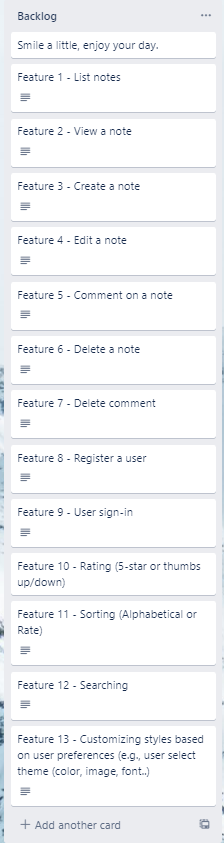 Backlog
Smile a little, enjoy your day.
Feature 1 - List notes
Feature 2 - View a note
Feature 3 - Create a note
Feature 4 - Edit a note
Feature 5 - Comment on a note
Feature 6 - Delete a note
Feature 7 - Delete comment
Feature 8 - Register a user
Feature 9 - User sign-in
Feature 10 - Rating (5-star or thumbs
up/down)
Feature 11 - Sorting (Alphabetical or
Rate)
Feature 12 - Searching
Feature 13 - Customizing styles based
on user preferences (e.g., user select
theme (color, image, font..)
+ Add another card